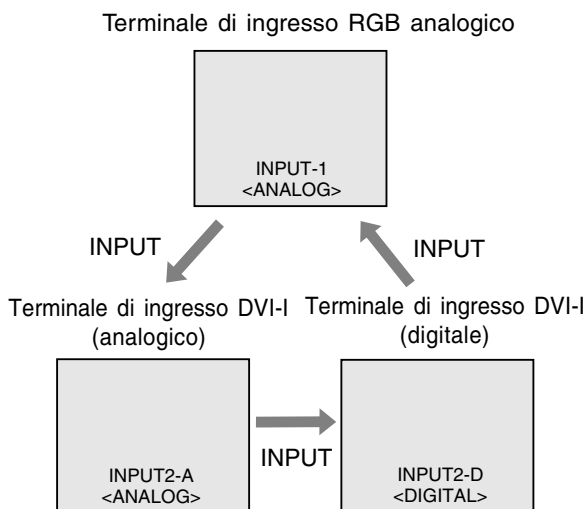 Terminale di ingresso RGB analogico
INPUT-1
<ANALOG>
INPUT
INPUT
Terminale di ingresso DVI-I
(analogico)
Terminale di ingresso DVI-I
(digitale)
INPUT2-A
<ANALOG>
INPUT
INPUT2-D
<DIGITAL>